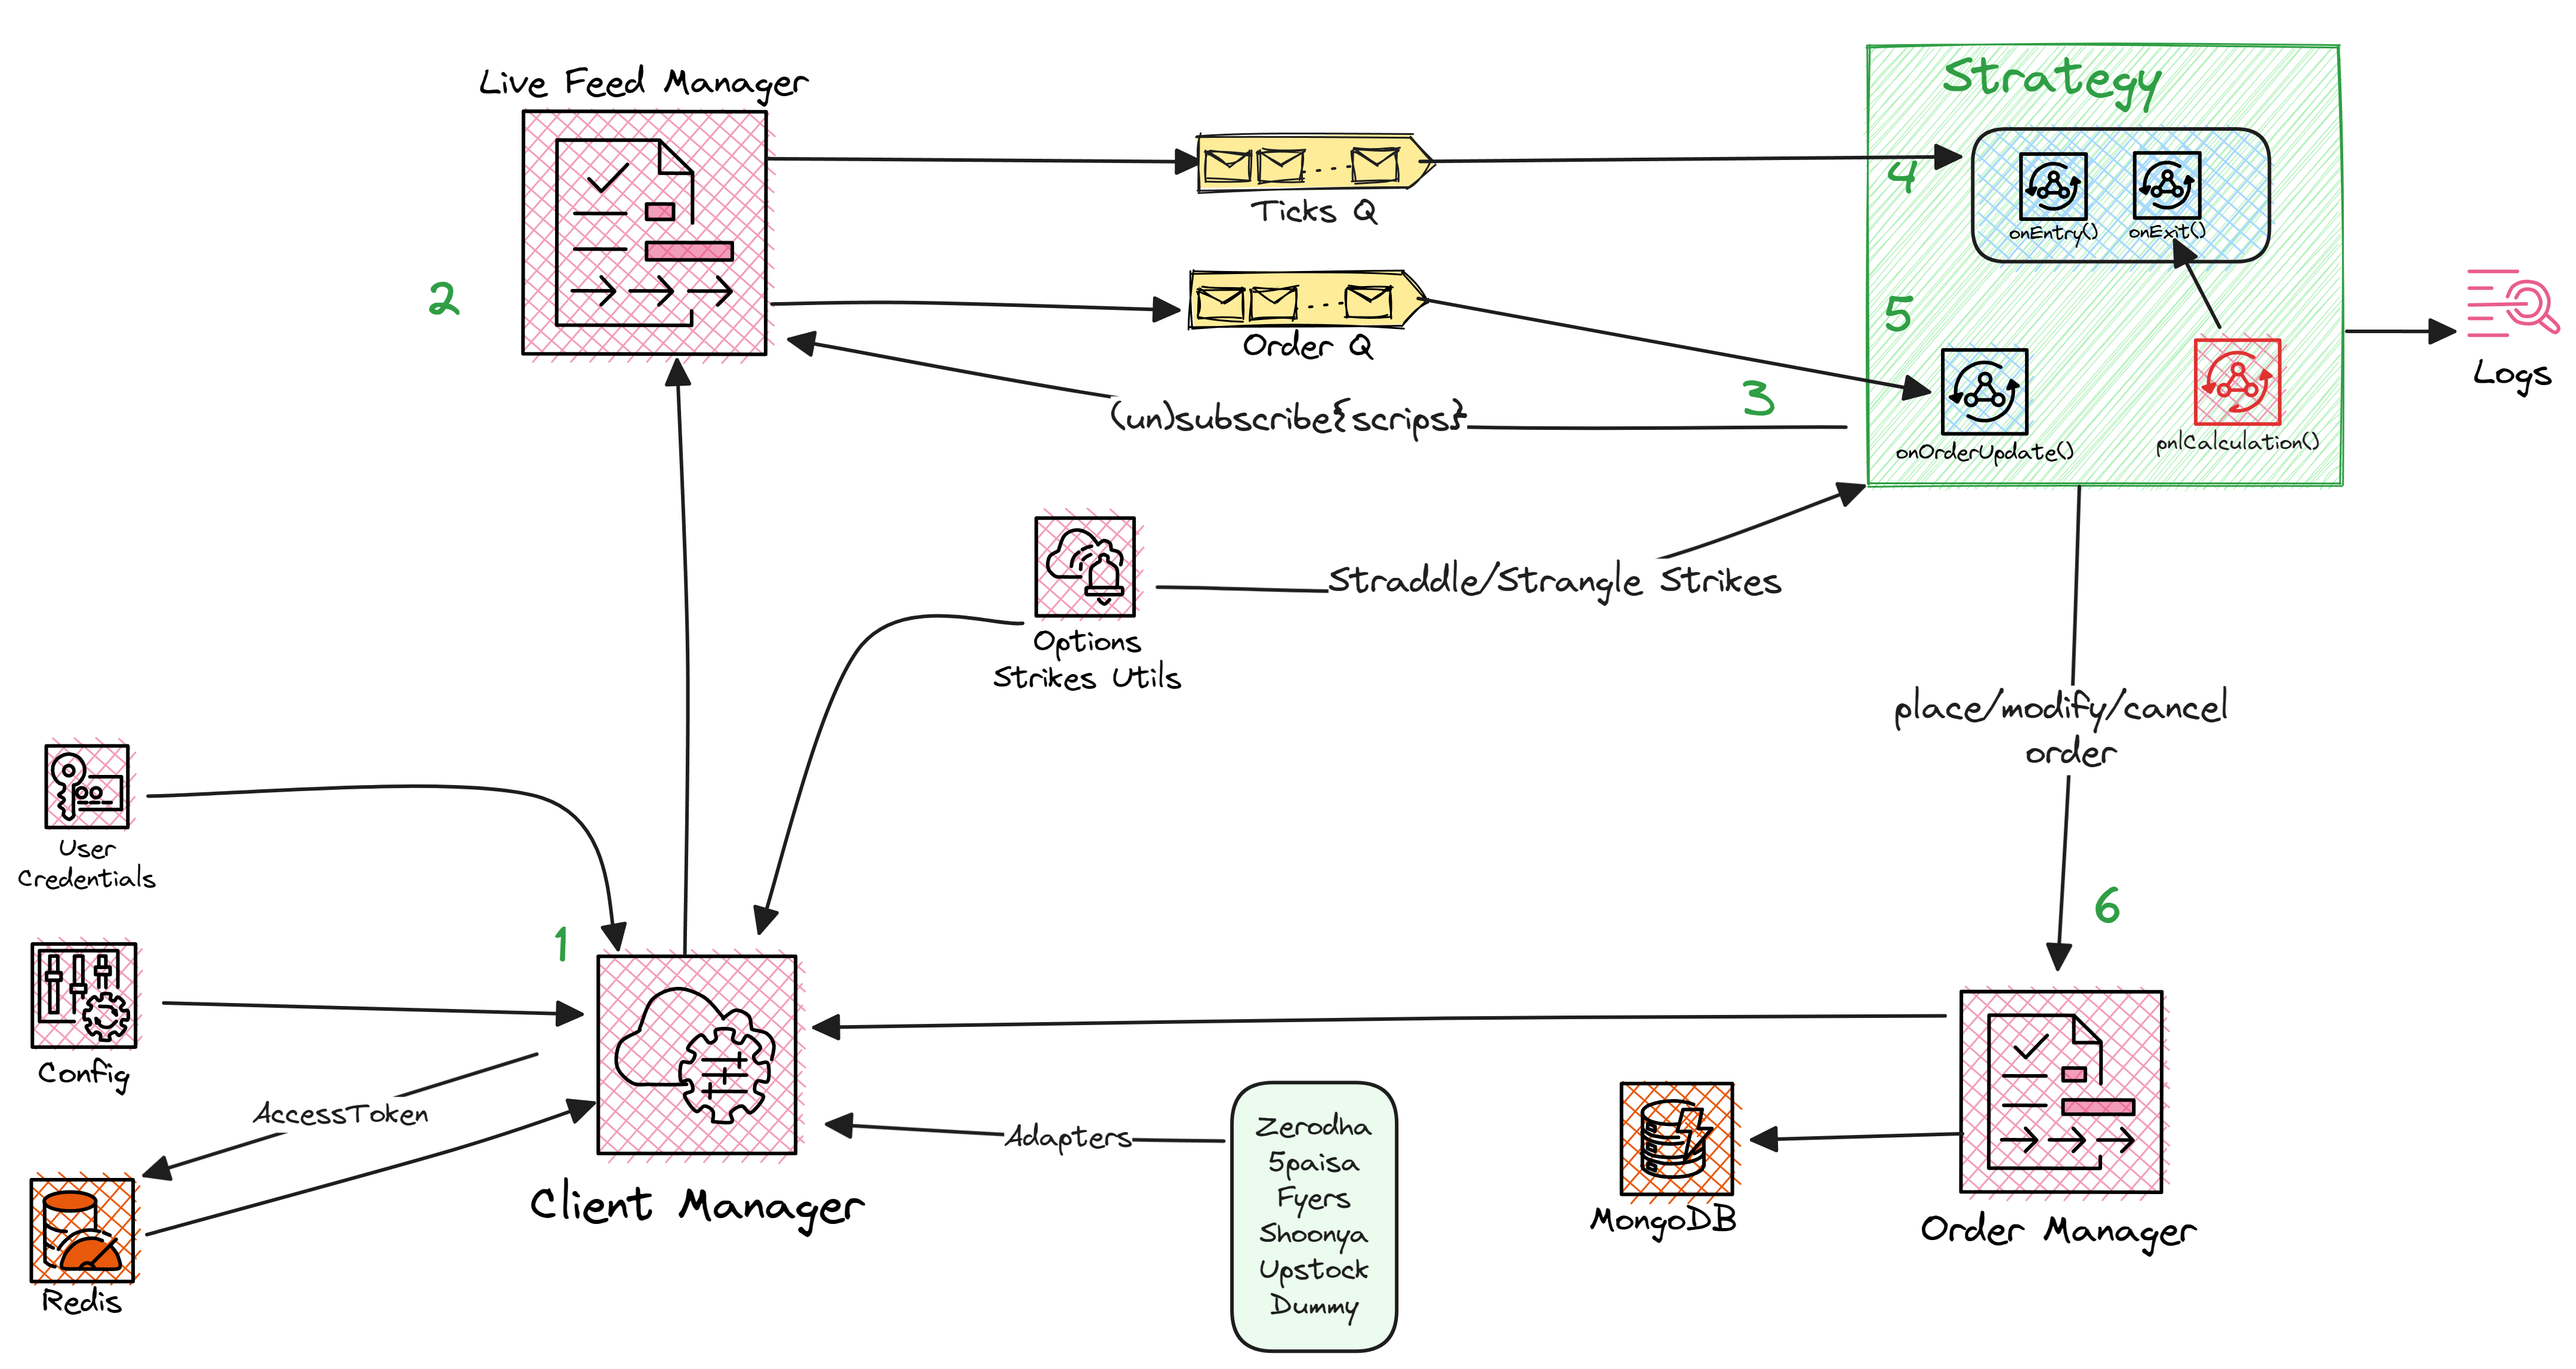 Live Feed Manager
2
Ticks Q
Order Q
(un)subscribe{scrips}
3
Strategy
4
onEntry()
onExit()
5
onOrderUpdate()
pnlCalculation()
Logs
Options
Strikes Utils
Straddle/Strangle Strikes
place/modify/cancel
order
6
User
Credentials
Config
AccessToken
Redis
1
Client Manager
Adapters
Zerodha
5paisa
Fyers
Shoonya
Upstock
Dummy
MongoDB
Order Manager